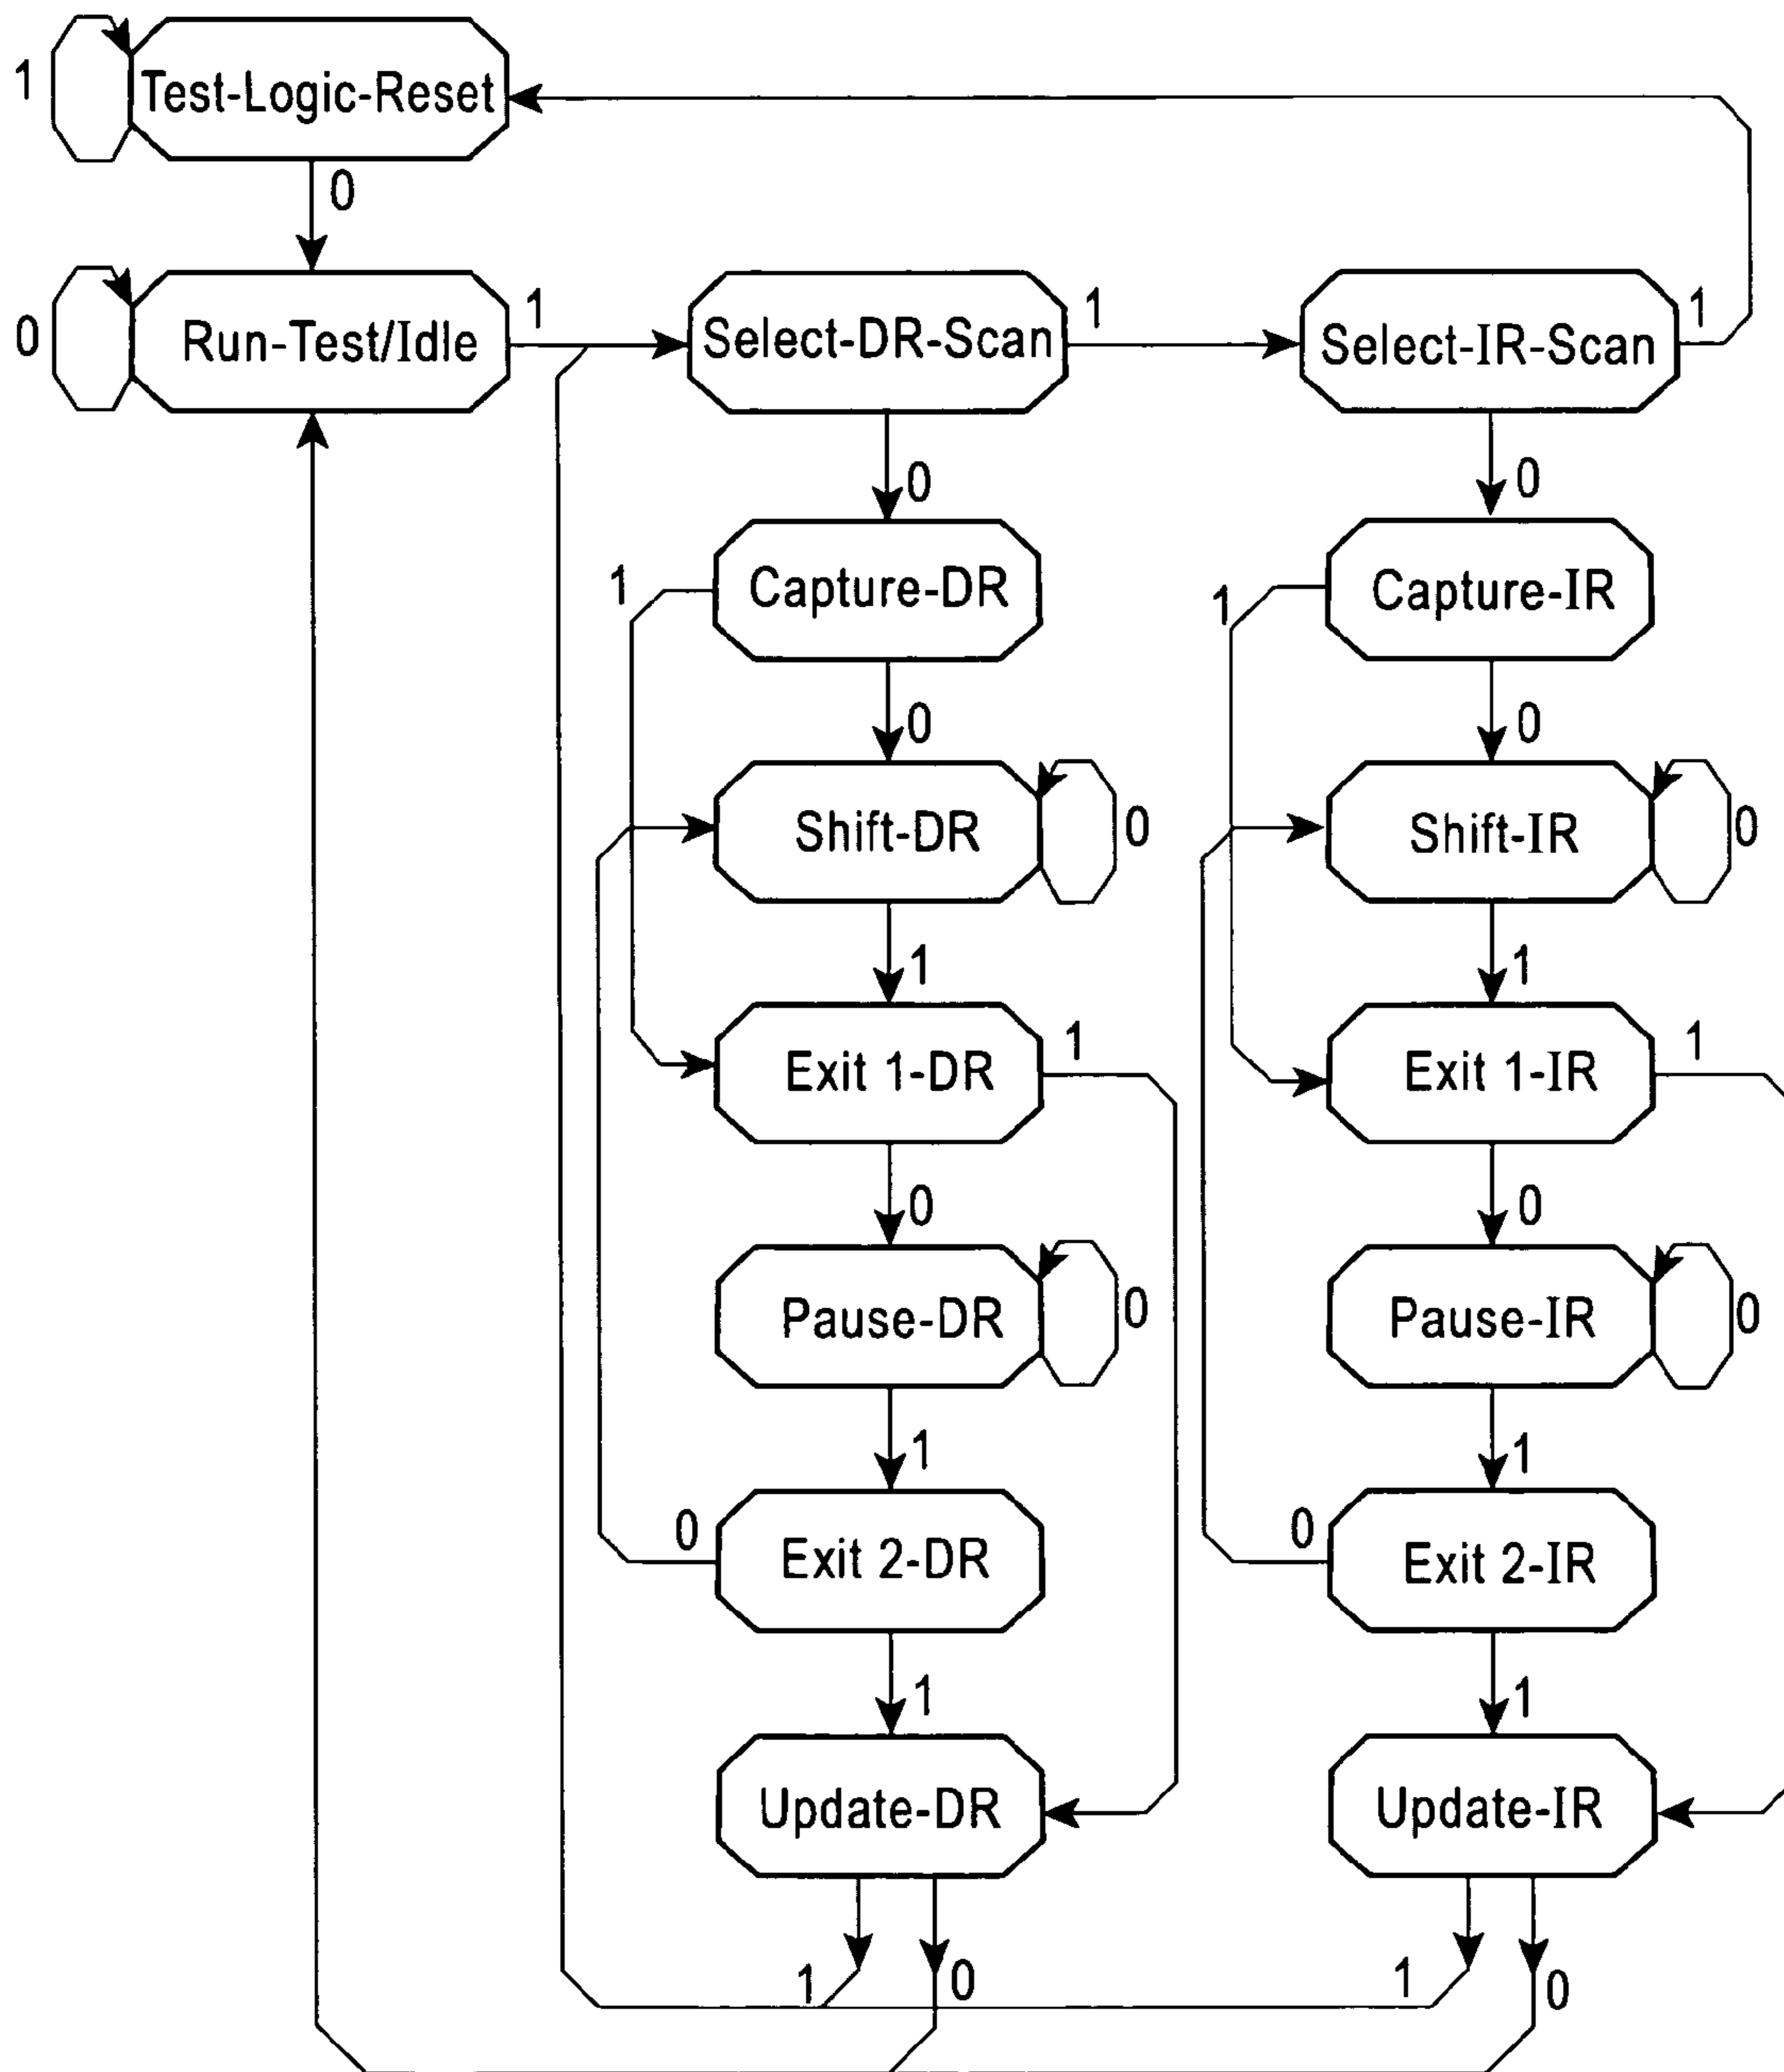 1
Test-Logic-Reset
0
0
Run-Test/Idle
1
Select-DR-Scan
1
Select-IR-Scan
1
0
0
1
Capture-DR
1
Capture-IR
0
0
Shift-DR
0
Shift-IR
0
1
1
Exit 1-DR
1
Exit 1-IR
1
0
0
Pause-DR
0
Pause-IR
0
1
1
0
Exit 2-DR
0
Exit 2-IR
1
1
Update-DR
Update-IR
1
0
1
0